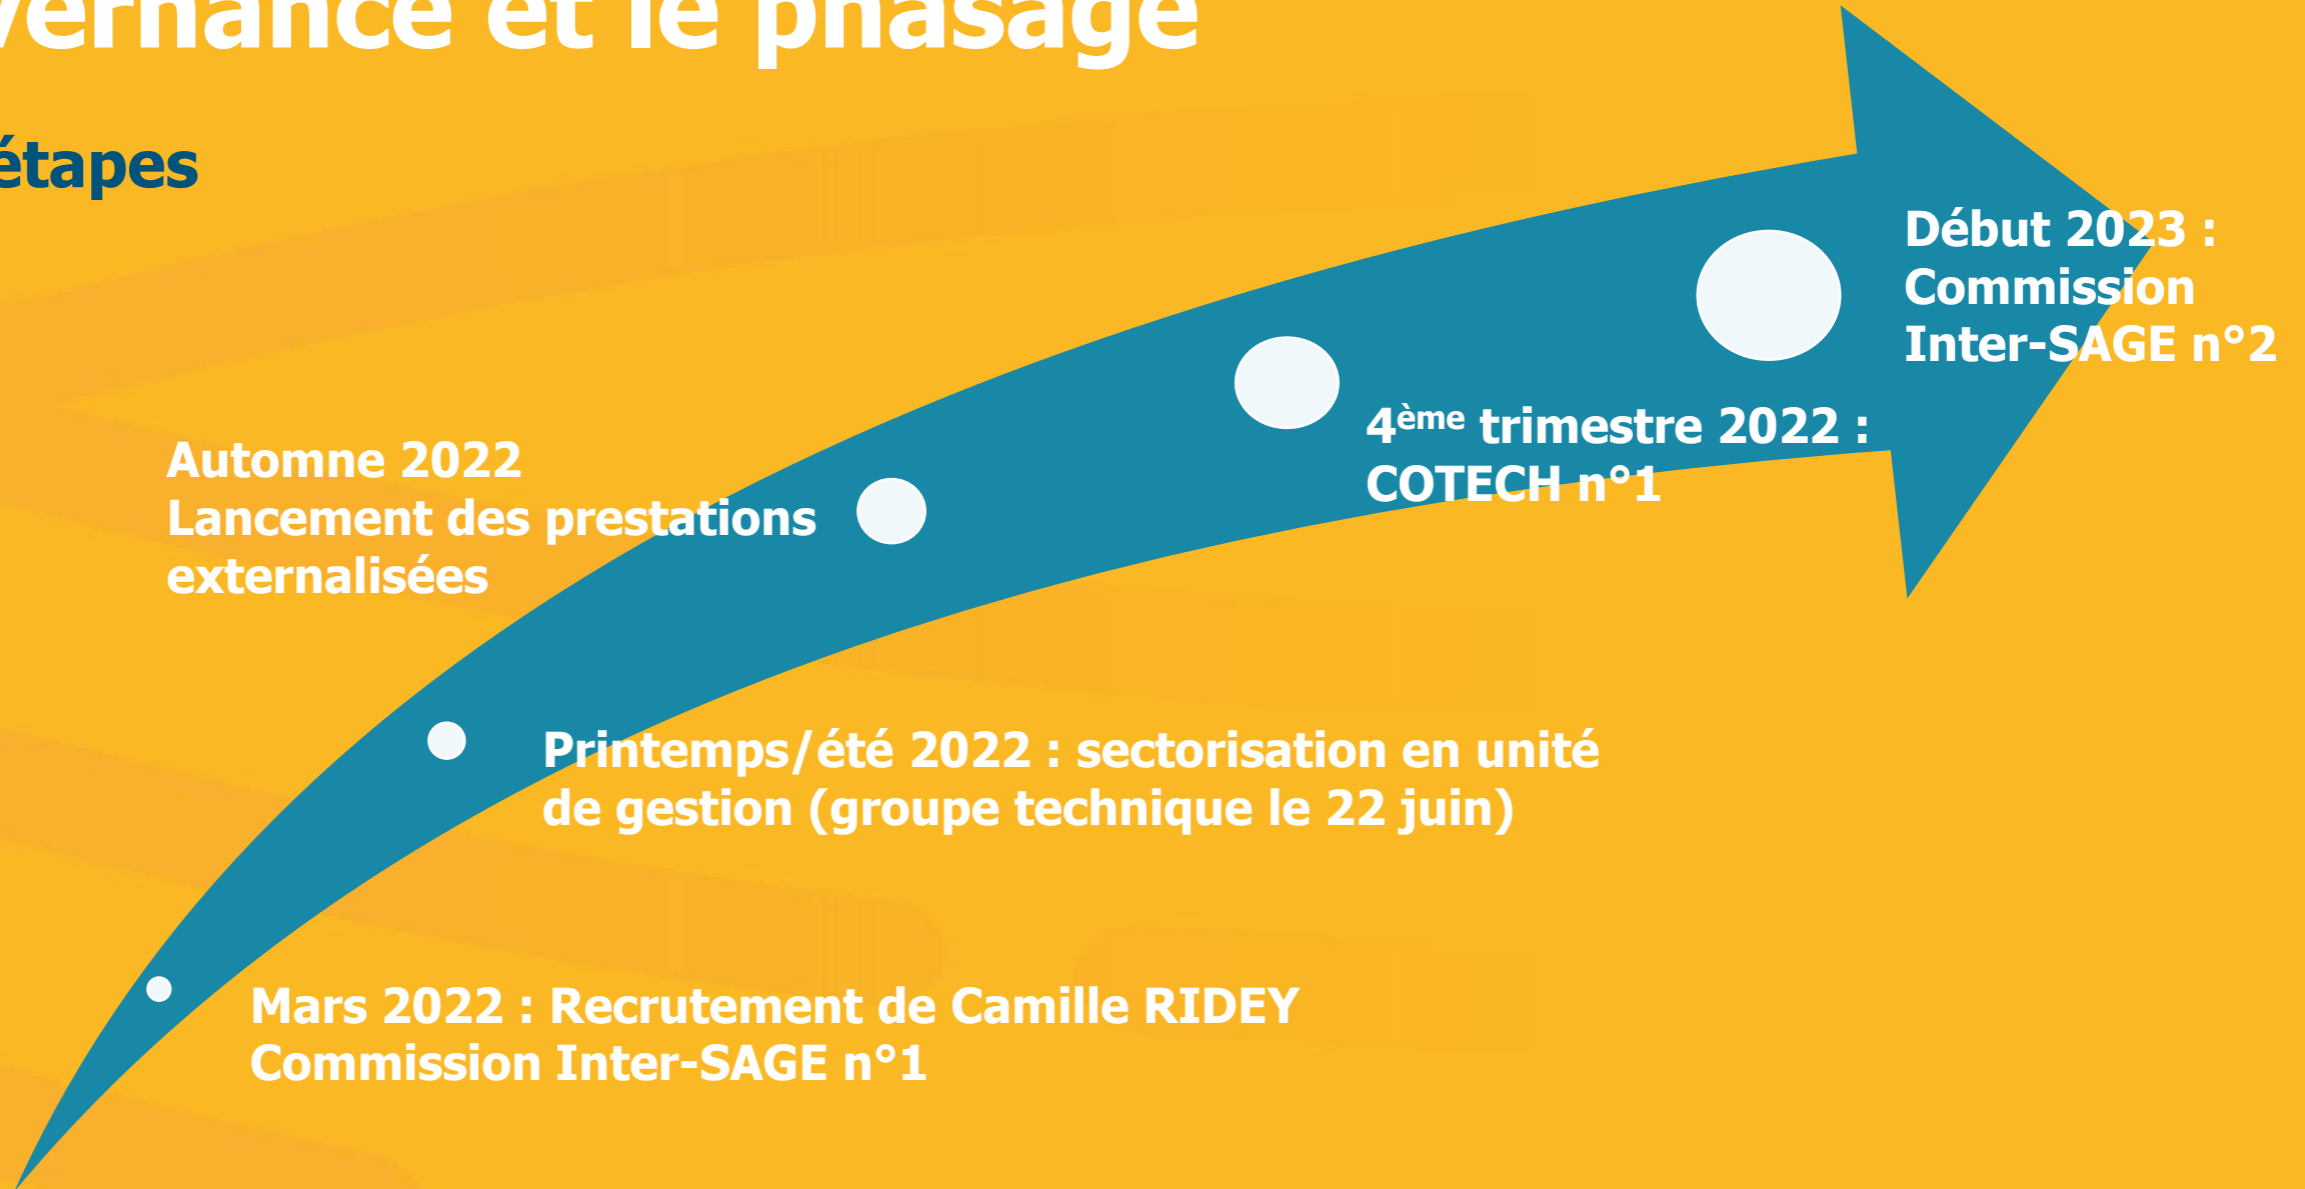 vernance et le phasage
étapes
Début 2023 :
Commission
Inter-SAGE n°2
4ème trimestre 2022 :
COTECH n°1
Automne 2022
Lancement des prestations
externalisées
Printemps/été 2022 : sectorisation en unité
de gestion (groupe technique le 22 juin)
Mars 2022 : Recrutement de Camille RIDEY
Commission Inter-SAGE n°1